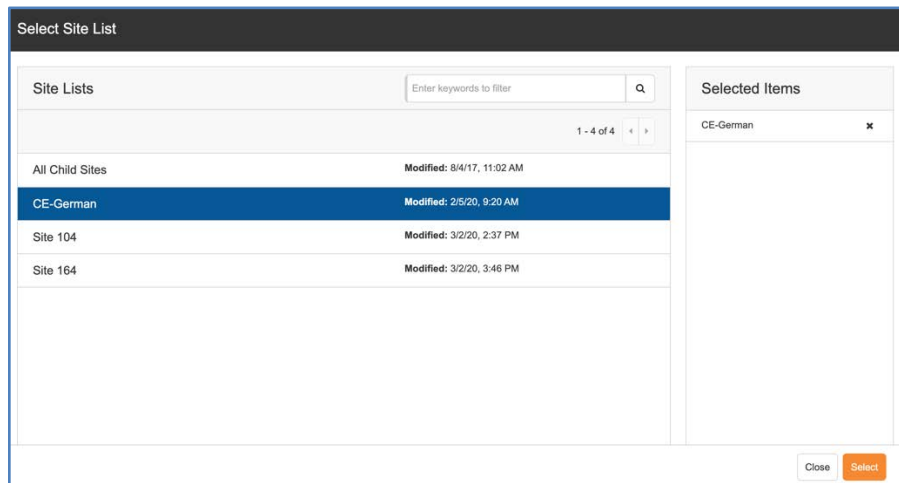 Select Site List
Site Lists
Enter keywords to filter
Selected Items
1 - 4 of 4
CE-German
All Child Sites Modified: 8/4/17, 11:02 AM
CE-German Modified: 2/5/20, 9:20 AM
Site 104 Modified: 3/2/20, 2:37 PM
Site 164 Modified: 3/2/20, 3:46 PM
Close Select